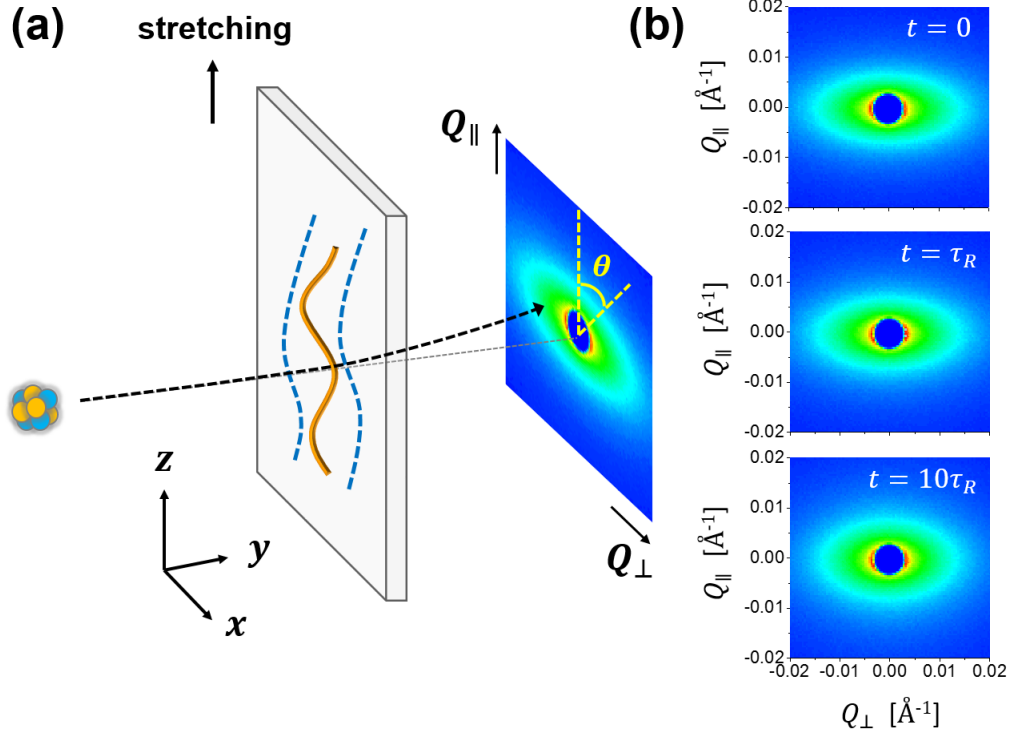 (a)
stretching
Q∥
θ
Q⊥
z
y
x
(b)
t = 0
0.02
0.01
0.00
-0.01
-0.02
Q∥ [Å-1]
t = τR
0.02
0.01
0.00
-0.01
-0.02
Q∥ [Å-1]
t = 10τR
0.02
0.01
0.00
-0.01
-0.02
Q∥ [Å-1]
-0.02 -0.01 0.00 0.01 0.02
Q⊥ [Å-1]